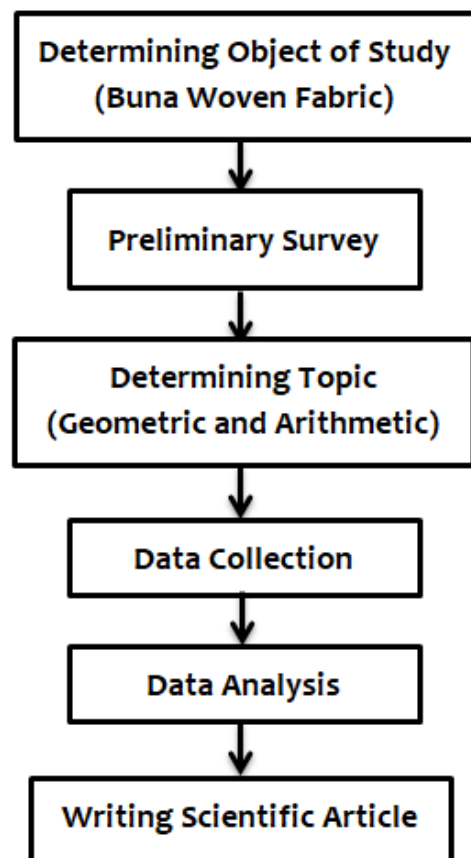 Determining Object of Study
(Buna Woven Fabric)
Preliminary Survey
Determining Topic
(Geometric and Arithmetic)
Data Collection
Data Analysis
Writing Scientific Article